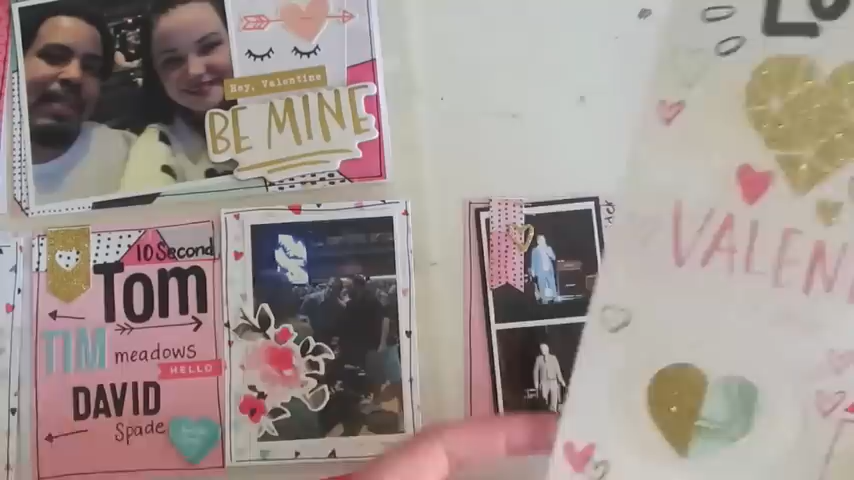 Hey, Valentine
BE MINE
10 Second
Tom
TIM
meadows
HELLO
DAVID
Spade
VALEN